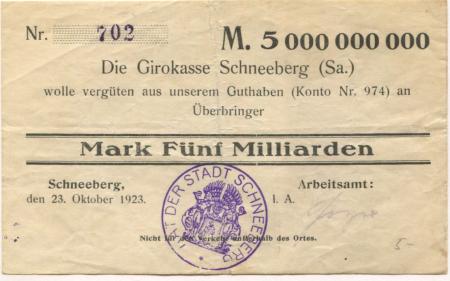 Nr. 702
M. 5 000 000 000
Die Girokasse Schneeberg (Sa.)
wolle vergüten aus unserem Guthaben (Konto Nr. 974) an
Überbringer
Mark Fünf Milliarden
Schneeberg,
den 23. Oktober 1923.
Arbeitsamt:
I. A.
RAT DER STADT SCHNEEBERG
Nicht für den Verkehr außerhalb des Ortes.
5-